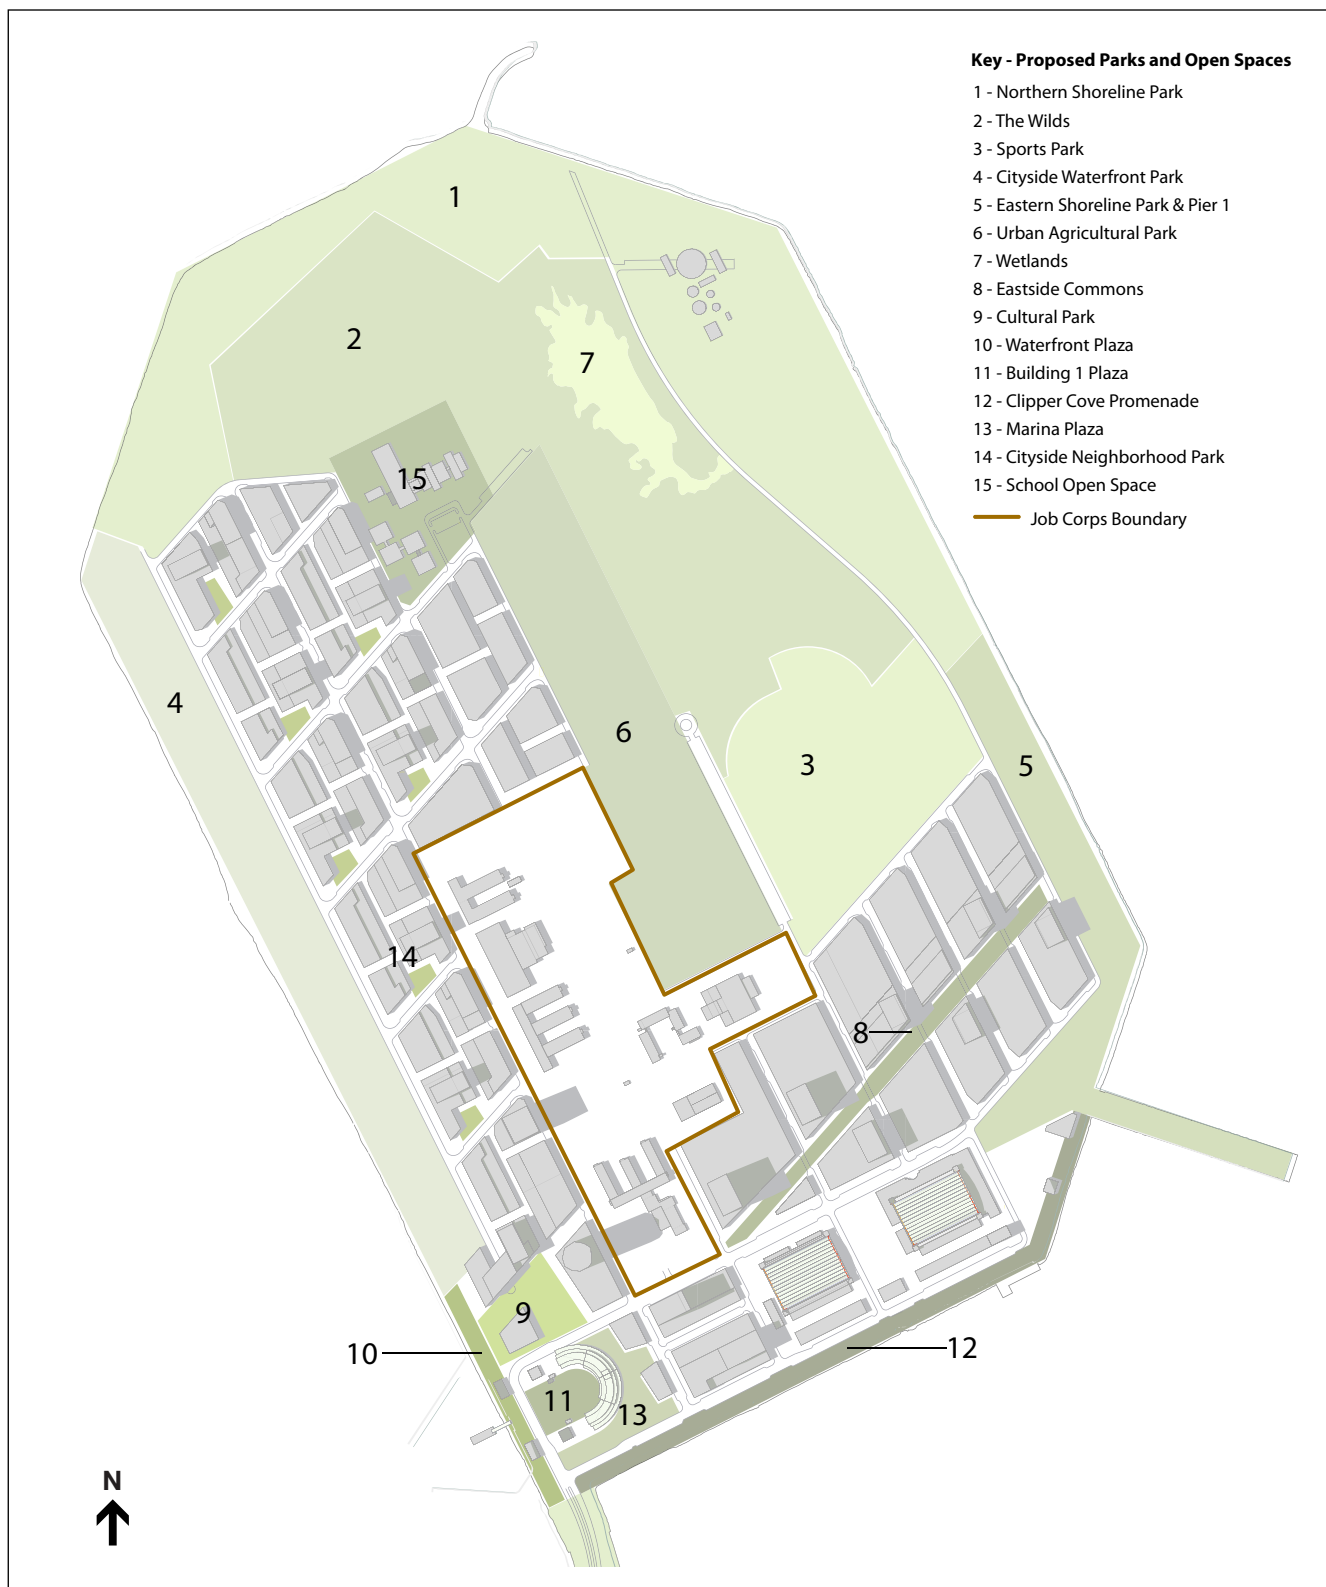 Key - Proposed Parks and Open Spaces
1 - Northern Shoreline Park
2 - The Wilds
3 - Sports Park
4 - Cityside Waterfront Park
5 - Eastern Shoreline Park & Pier 1
6 - Urban Agricultural Park
7 - Wetlands
8 - Eastside Commons
9 - Cultural Park
10 - Waterfront Plaza
11 - Building 1 Plaza
12 - Clipper Cove Promenade
13 - Marina Plaza
14 - Cityside Neighborhood Park
15 - School Open Space
Job Corps Boundary
1
2
7
15
4
6
3
5
14
8
9
10
12
11
13
N